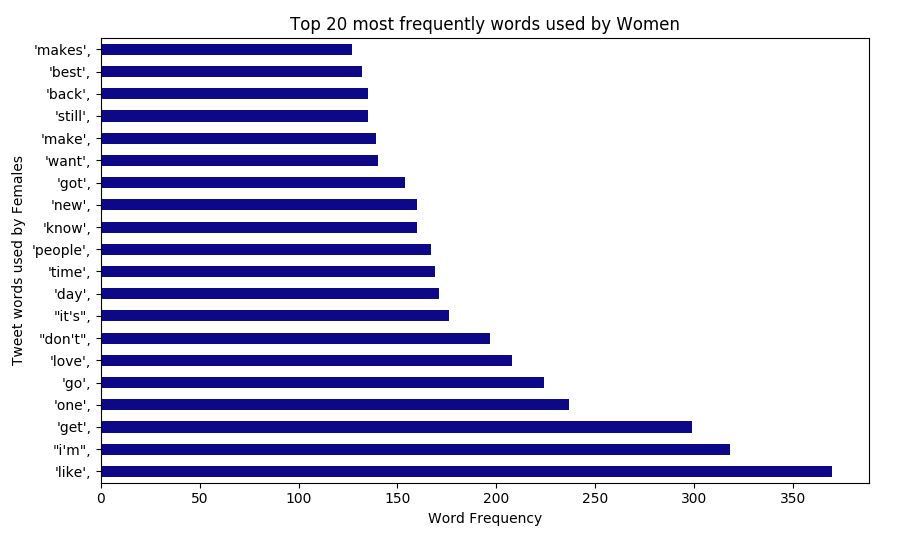 Top 20 most frequently words used by Women
Tweet words used by Females
'makes',
'best',
'back',
'still',
'make',
'want',
'got',
'new',
'know',
'people',
'time',
'day',
"it's",
"don't",
'love',
'go',
'one',
'get',
"i'm",
'like',
0 50 100 150 200 250 300 350
Word Frequency